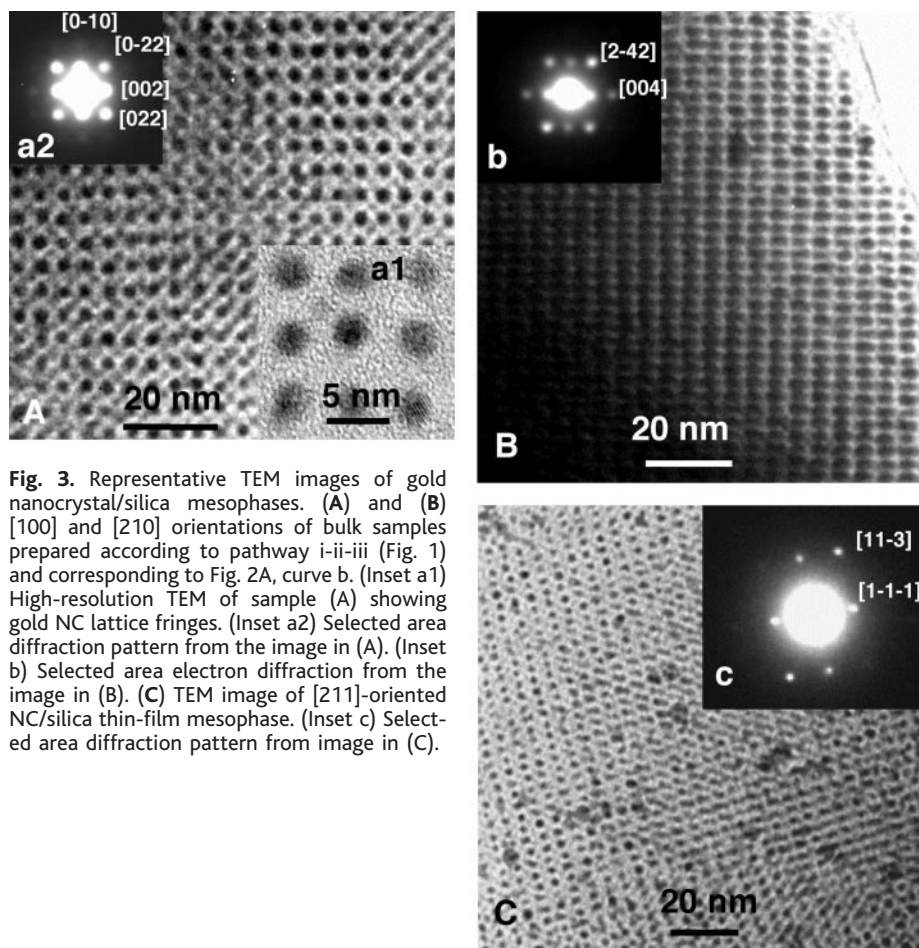 [0-10]
[0-22]
[002]
[022]
a2
a1
5 nm
20 nm
A
[2-42]
[004]
b
20 nm
B
Fig. 3. Representative TEM images of gold
nanocrystal/silica mesophases. (A) and (B)
[100] and [210] orientations of bulk samples
prepared according to pathway i-ii-iii (Fig. 1)
and corresponding to Fig. 2A, curve b. (Inset a1)
High-resolution TEM of sample (A) showing
gold NC lattice fringes. (Inset a2) Selected area
diffraction pattern from the image in (A). (Inset
b) Selected area electron diffraction from the
image in (B). (C) TEM image of [211]-oriented
NC/silica thin-film mesophase. (Inset c) Select-
ed area diffraction pattern from image in (C).
[11-3]
[1-1-1]
c
20 nm
C